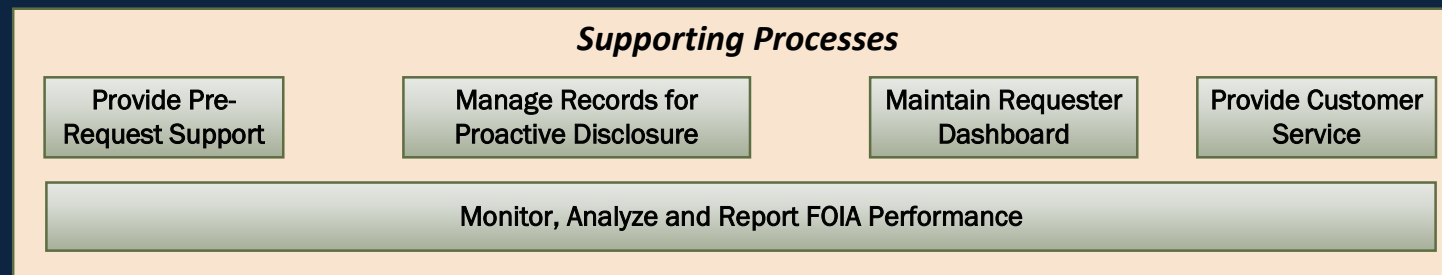 Supporting Processes
Provide Pre-
Request Support
Manage Records for
Proactive Disclosure
Maintain Requester
Dashboard
Provide Customer
Service
Monitor, Analyze and Report FOIA Performance